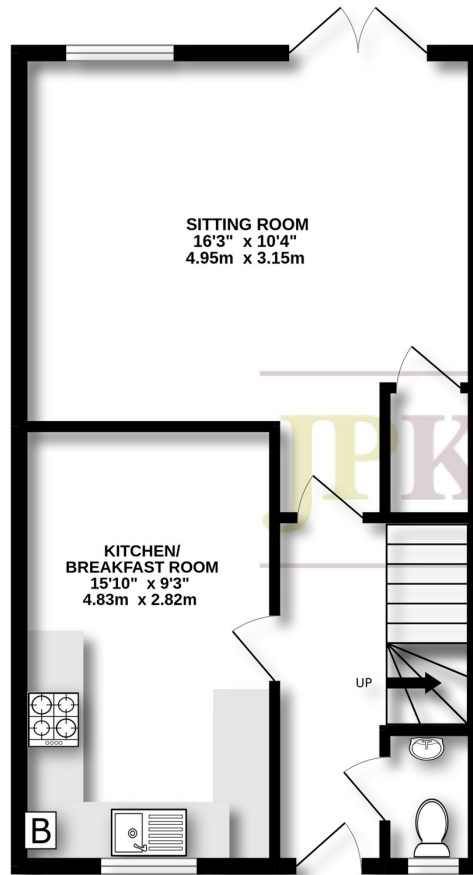 SITTING ROOM
16'3" x 10'4"
4.95m x 3.15m
JPK
KITCHEN/
BREAKFAST ROOM
15'10" x 9'3"
4.83m x 2.82m
UP
B